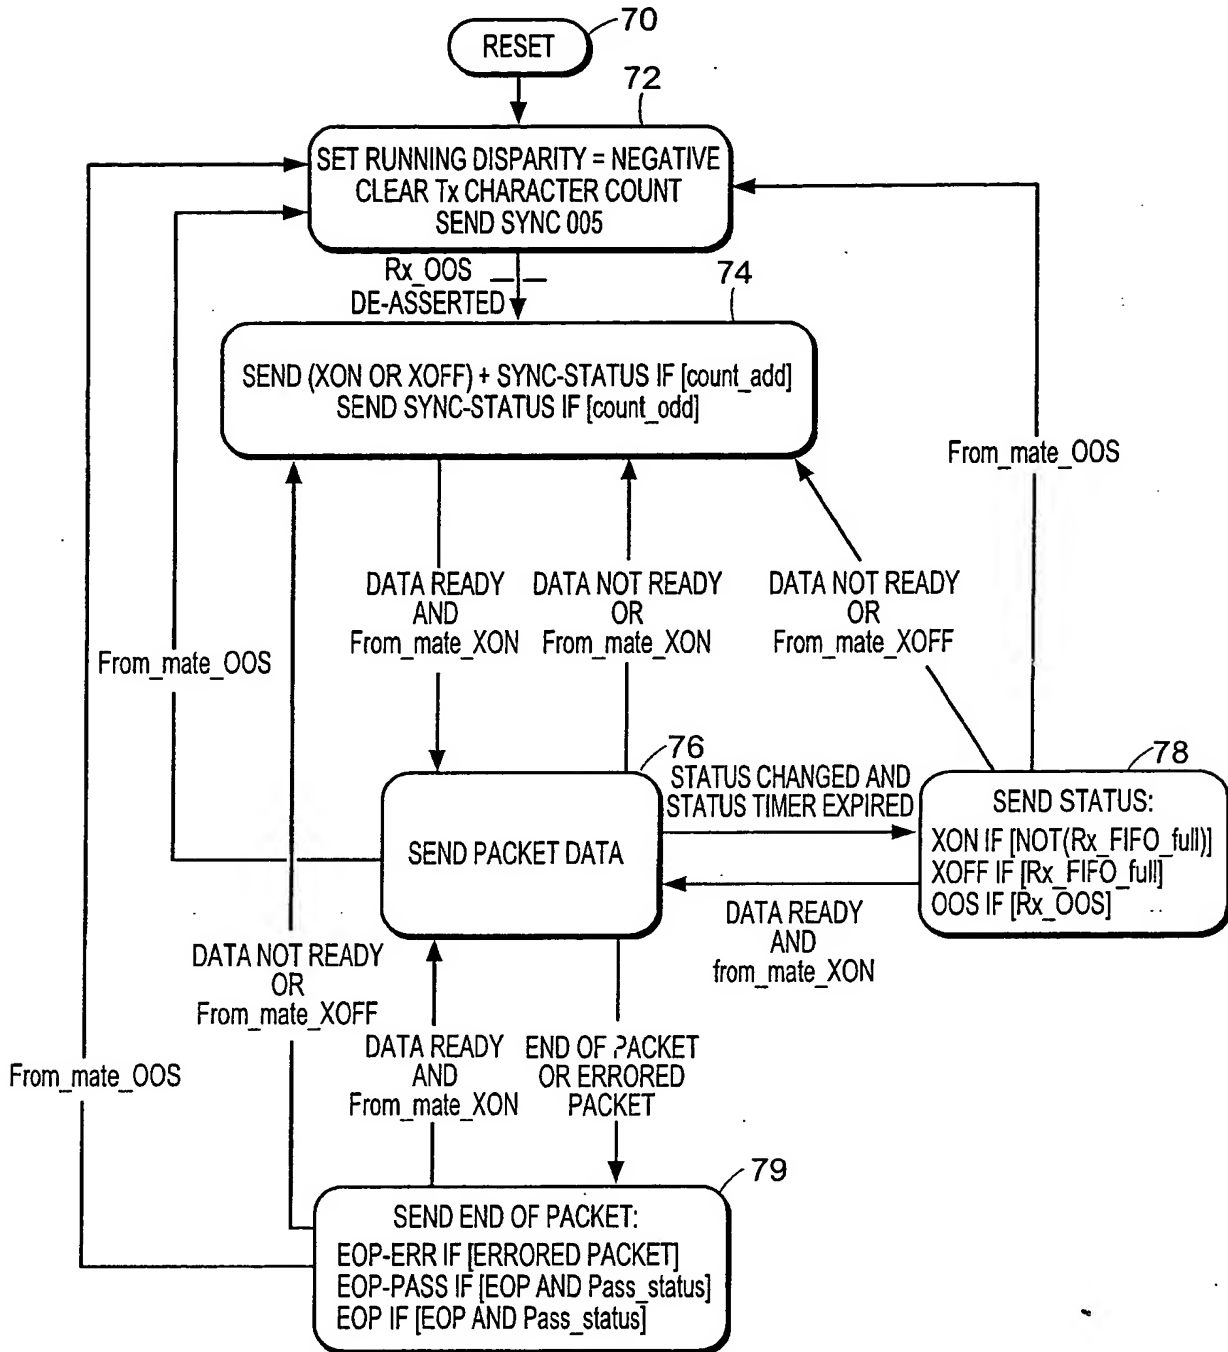 70
RESET
72
SET RUNNING DISPARITY = NEGATIVE
CLEAR Tx CHARACTER COUNT
SEND SYNC 005
Rx_OOS
DE-ASSERTED
74
SEND (XON OR XOFF) + SYNC-STATUS IF [count_add]
SEND SYNC-STATUS IF [count_odd]
From_mate_OOS
DATA READY
AND
From_mate_XON
DATA NOT READY
OR
From_mate_XON
DATA NOT READY
OR
From_mate_XOFF
From_mate_OOS
76
SEND PACKET DATA
STATUS CHANGED AND
STATUS TIMER EXPIRED
78
SEND STATUS:
XON IF [NOT(Rx_FIFO_full)]
XOFF IF [Rx_FIFO_full]
OOS IF [Rx_OOS]
DATA READY
AND
from_mate_XON
DATA NOT READY
OR
From_mate_XOFF
DATA READY
AND
From_mate_XON
END OF PACKET
OR ERRORED
PACKET
From_mate_OOS
79
SEND END OF PACKET:
EOP-ERR IF [ERRORED PACKET]
EOP-PASS IF [EOP AND Pass_status]
EOP IF [EOP AND Pass_status]